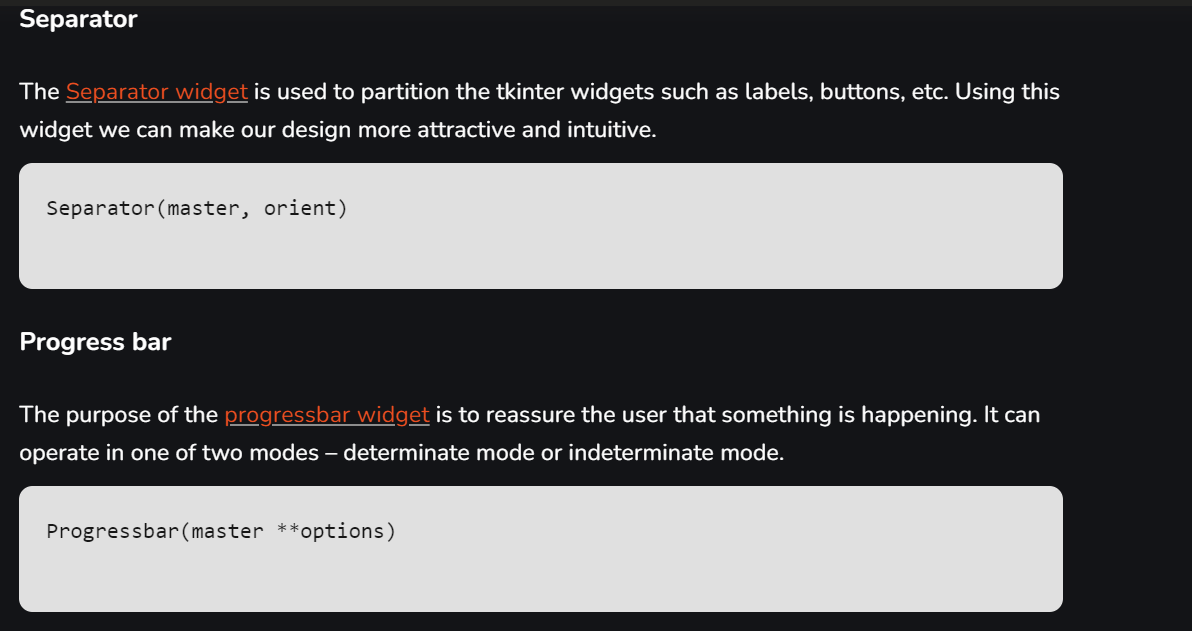 Separator
The Separator widget is used to partition the tkinter widgets such as labels, buttons, etc. Using this
widget we can make our design more attractive and intuitive.
Separator(master, orient)
Progress bar
The purpose of the progressbar widget is to reassure the user that something is happening. It can
operate in one of two modes – determinate mode or indeterminate mode.
Progressbar(master **options)